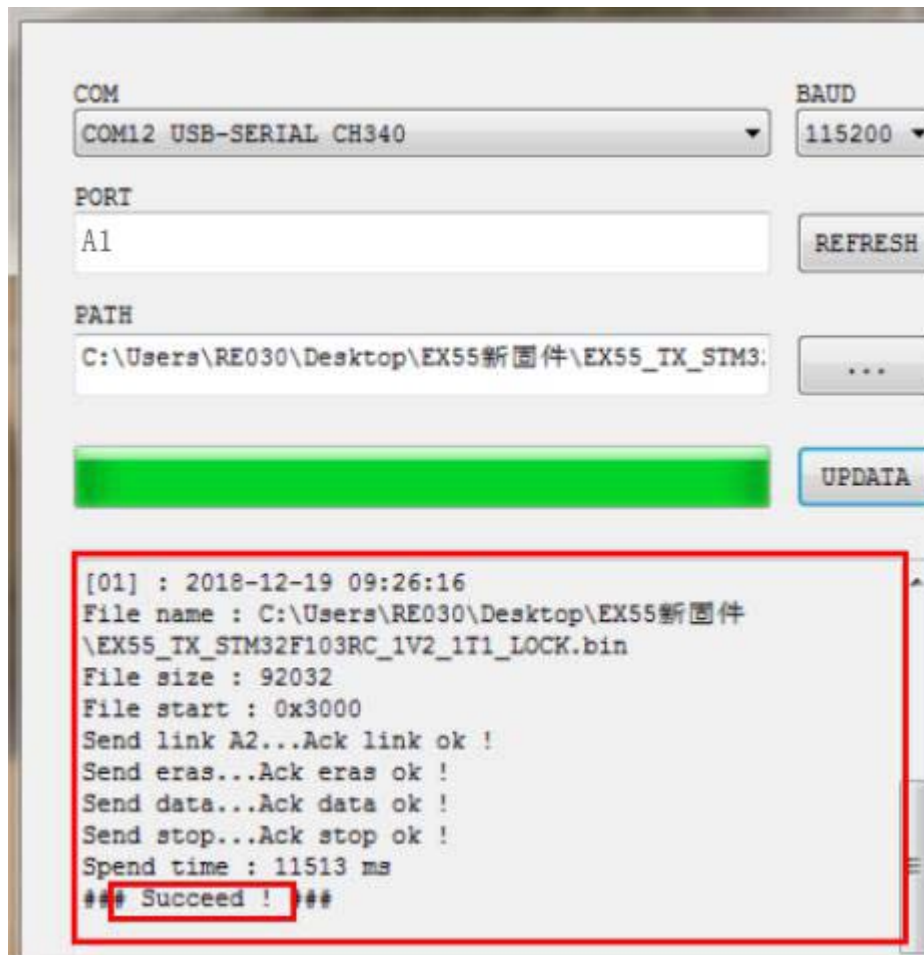 COM
BAUD
COM12 USB-SERIAL CH340
115200
PORT
A1
REFRESH
PATH
C:\Users\RE030\Desktop\EX55新固件\EX55_TX_STM3
...
UPDATA
[01] : 2018-12-19 09:26:16
File name : C:\Users\RE030\Desktop\EX55新固件
\EX55_TX_STM32F103RC_1V2_1T1_LOCK.bin
File size : 92032
File start : 0x3000
Send link A2...Ack link ok !
Send eras...Ack eras ok !
Send data...Ack data ok !
Send stop...Ack stop ok !
Spend time : 11513 ms
### Succeed ! ###